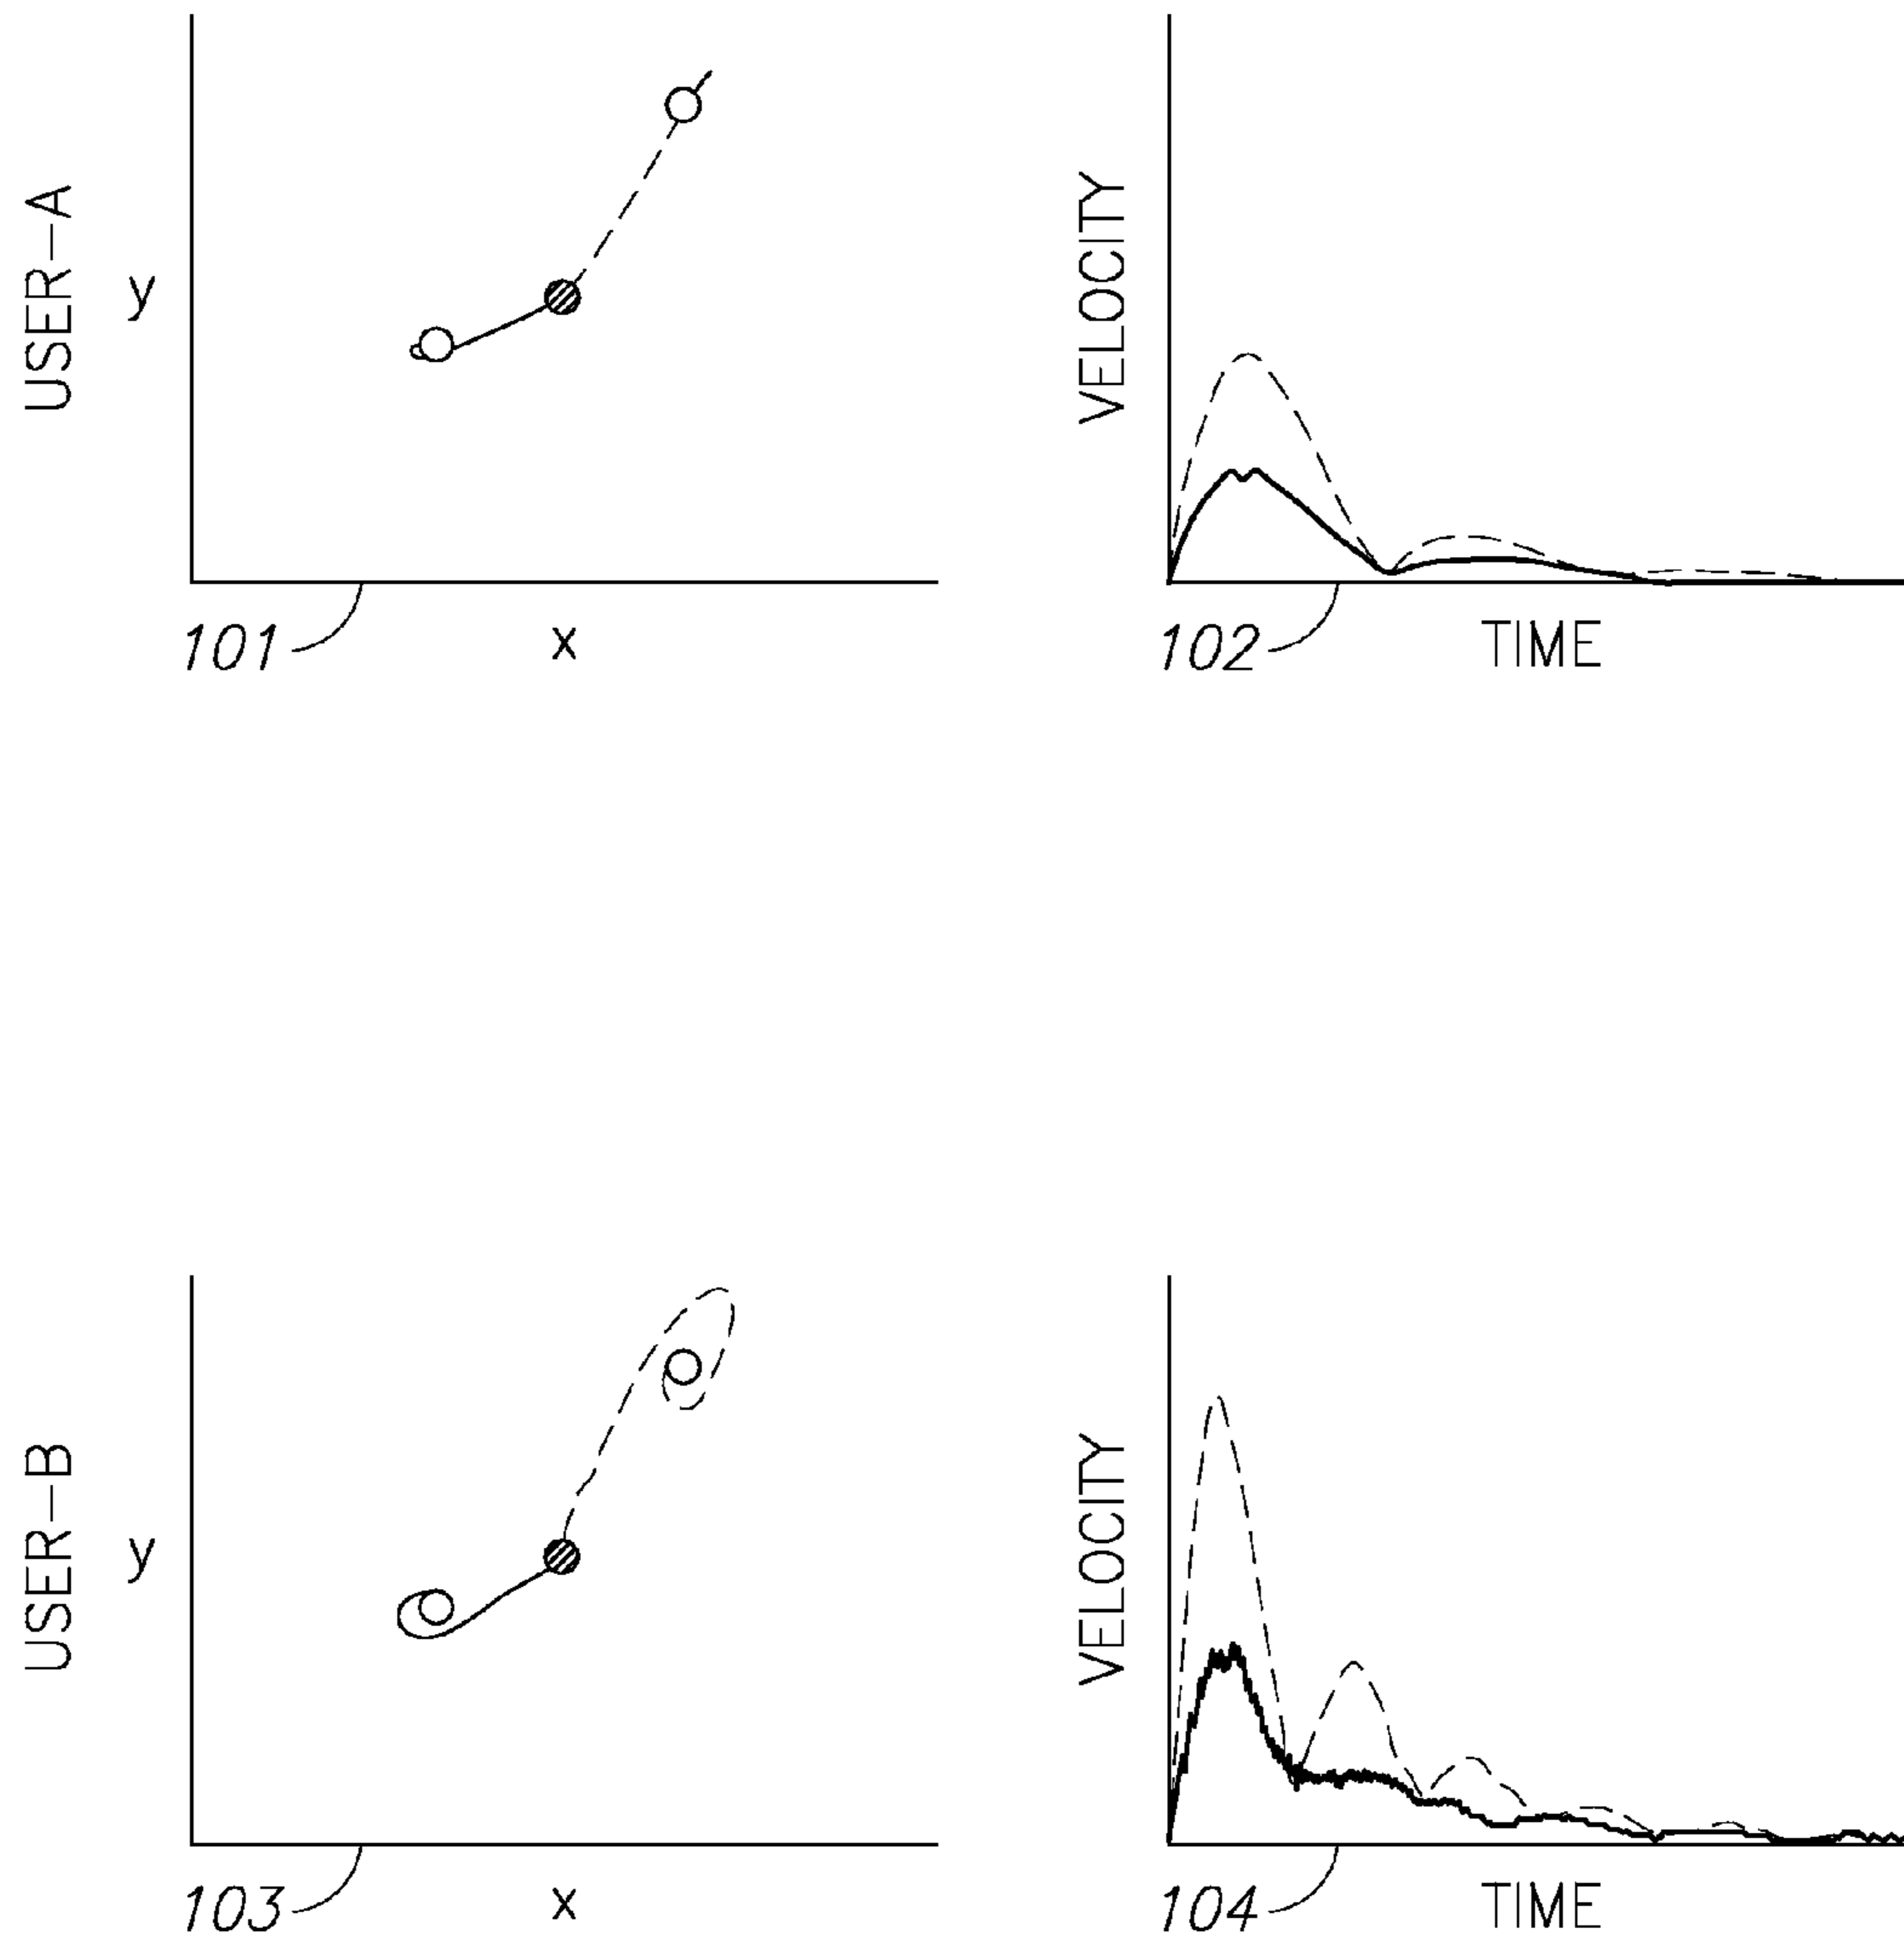 USER-A
y
101
x
VELOCITY
102
TIME
USER-B
y
103
x
VELOCITY
104
TIME